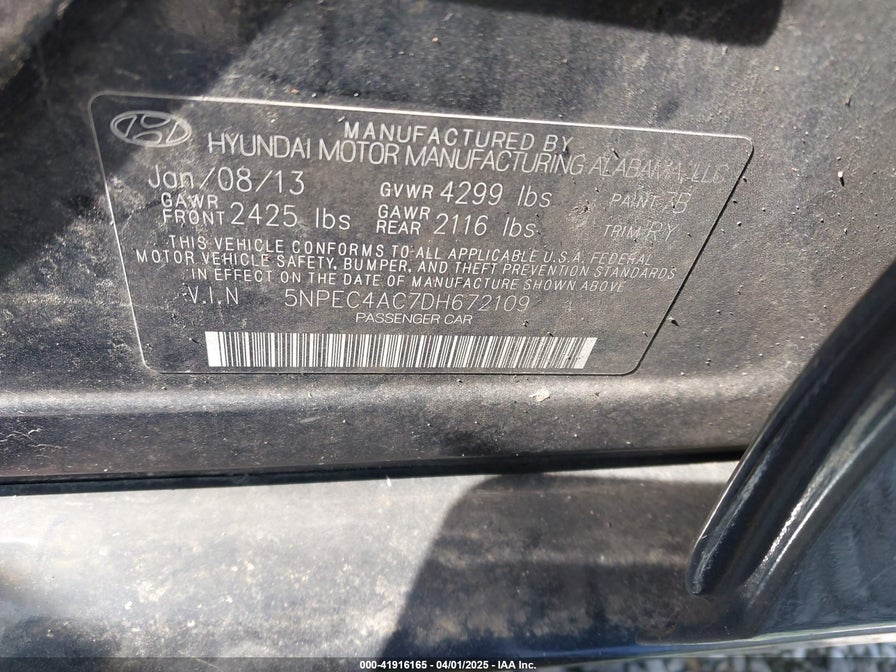 MANUFACTURED BY
HYUNDAI MOTOR MANUFACTURING ALABAMA, LLC
Jan/08/13 GVWR 4299 lbs PAINT 7B
GAWR FRONT 2425 lbs GAWR REAR 2116 lbs TRIM RY
THIS VEHICLE CONFORMS TO ALL APPLICABLE U.S.A. FEDERAL
MOTOR VEHICLE SAFETY, BUMPER, AND THEFT PREVENTION STANDARDS
IN EFFECT ON THE DATE OF MANUFACTURE SHOWN ABOVE.
V.I.N 5NPEC4AC7DH672109
PASSENGER CAR
000-41916165 - 04/01/2025 - IAA Inc.